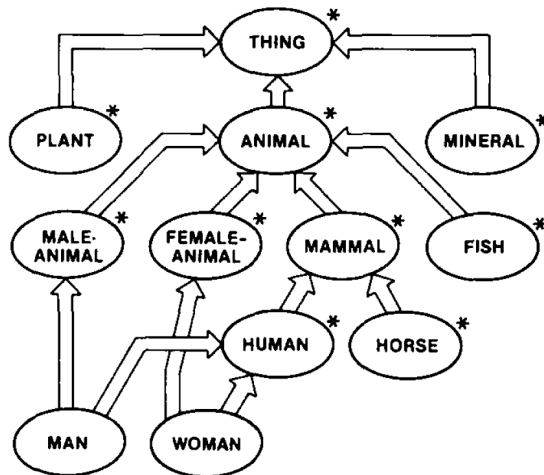 THING *
PLANT *
ANIMAL *
MINERAL *
MALE-
ANIMAL *
FEMALE-
ANIMAL *
MAMMAL *
FISH *
HUMAN *
HORSE *
MAN
WOMAN